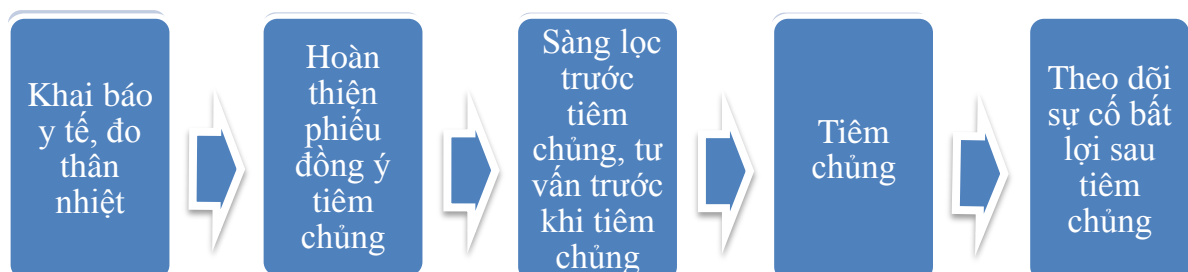 Khai báo
y tế, đo
thân
nhiệt
Hoàn
thiện
phiếu
đồng ý
tiêm
chủng
Sàng lọc
trước
tiêm
chủng, tư
vấn trước
khi tiêm
chủng
Tiêm
chủng
Theo dõi
sự cố bất
lợi sau
tiêm
chủng